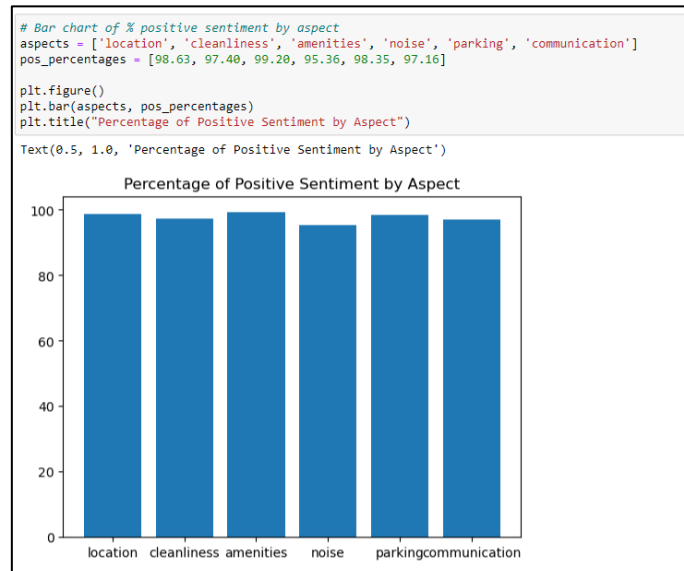 # Bar chart of % positive sentiment by aspect
aspects = ['location', 'cleanliness', 'amenities', 'noise', 'parking', 'communication']
pos_percentages = [98.63, 97.40, 99.20, 95.36, 98.35, 97.16]
plt.figure()
plt.bar(aspects, pos_percentages)
plt.title("Percentage of Positive Sentiment by Aspect")
Text(0.5, 1.0, 'Percentage of Positive Sentiment by Aspect')
Percentage of Positive Sentiment by Aspect
100
80
60
40
20
0
location cleanliness amenities noise parking communication